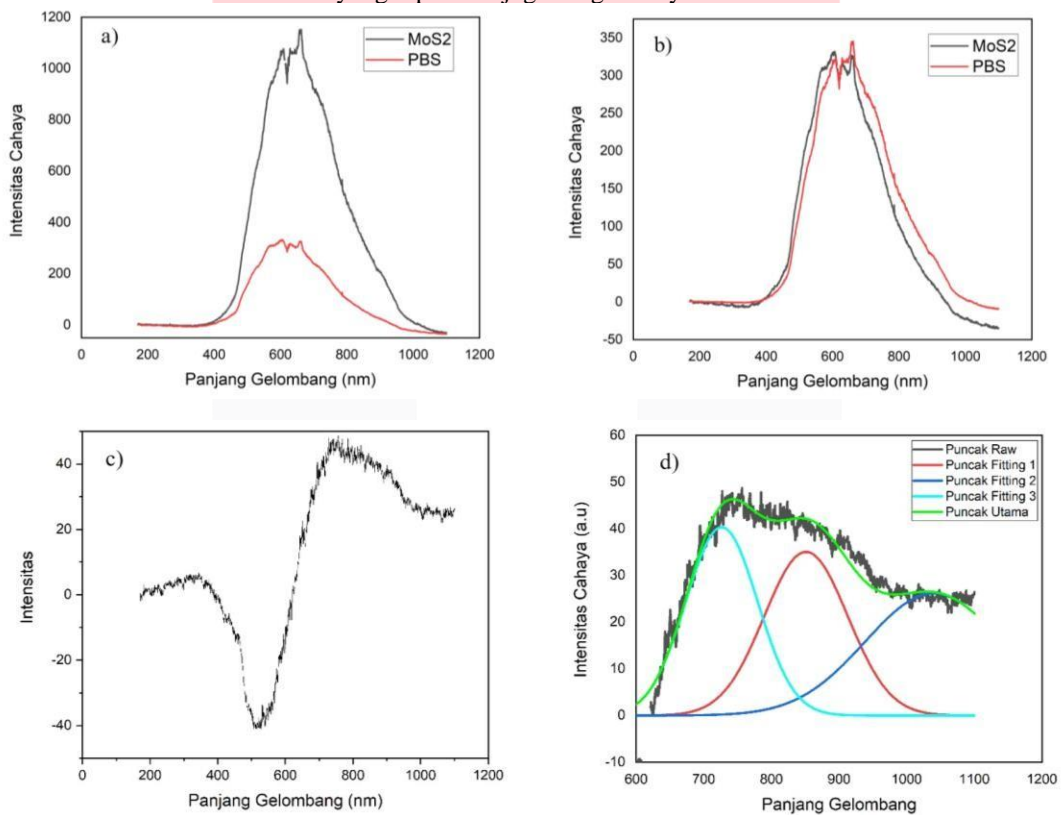 a)
MoS2
PBS
1200
1000
800
600
400
200
0
Intensitas Cahaya
0 200 400 600 800 1000 1200
Panjang Gelombang (nm)
b)
MoS2
PBS
350
300
250
200
150
100
50
0
-50
Intensitas Cahaya
0 200 400 600 800 1000 1200
Panjang Gelombang (nm)
c)
40
20
0
-20
-40
Intensitas
0 200 400 600 800 1000 1200
Panjang Gelombang (nm)
d)
Puncak Raw
Puncak Fitting 1
Puncak Fitting 2
Puncak Fitting 3
Puncak Utama
60
50
40
30
20
10
0
-10
Intensitas Cahaya (a.u)
600 700 800 900 1000 1100 1200
Panjang Gelombang